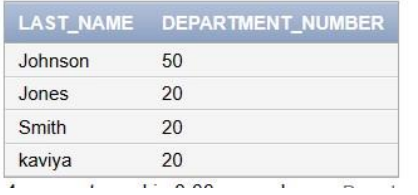 LAST_NAME DEPARTMENT_NUMBER
Johnson 50
Jones 20
Smith 20
kaviya 20